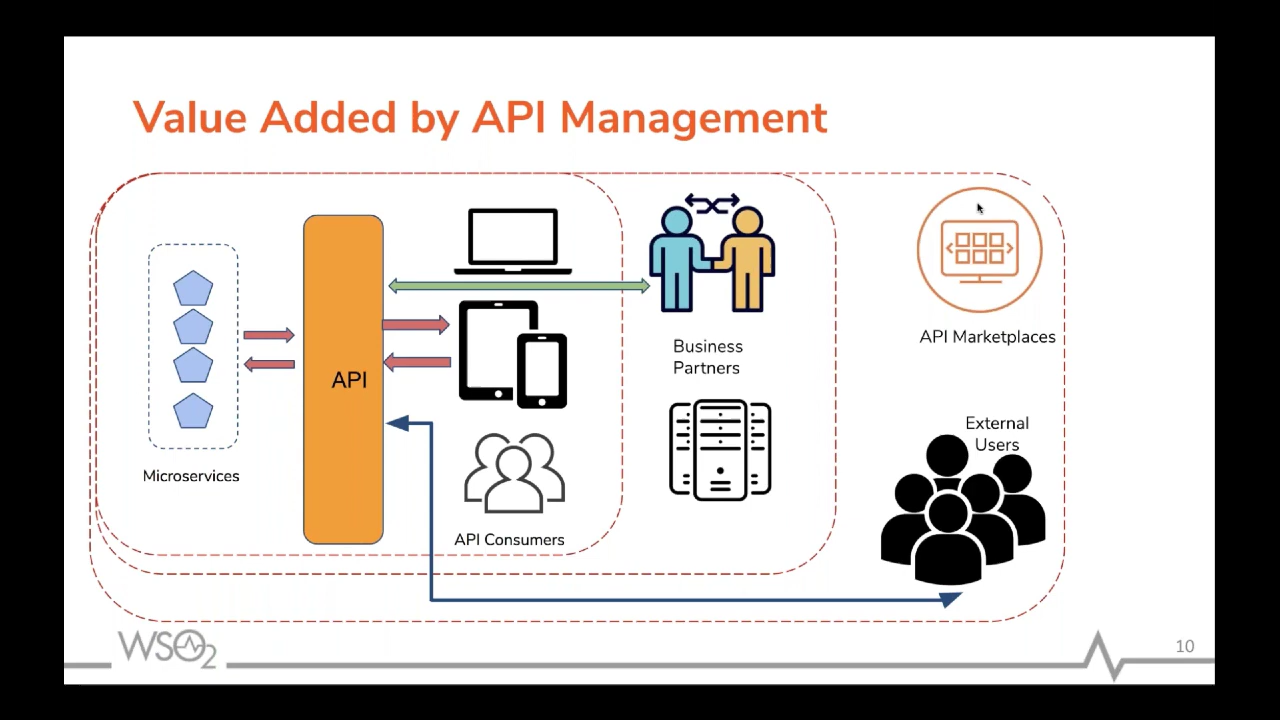 Value Added by API Management
API
Microservices
API Consumers
Business
Partners
API Marketplaces
External
Users
WSO2
10